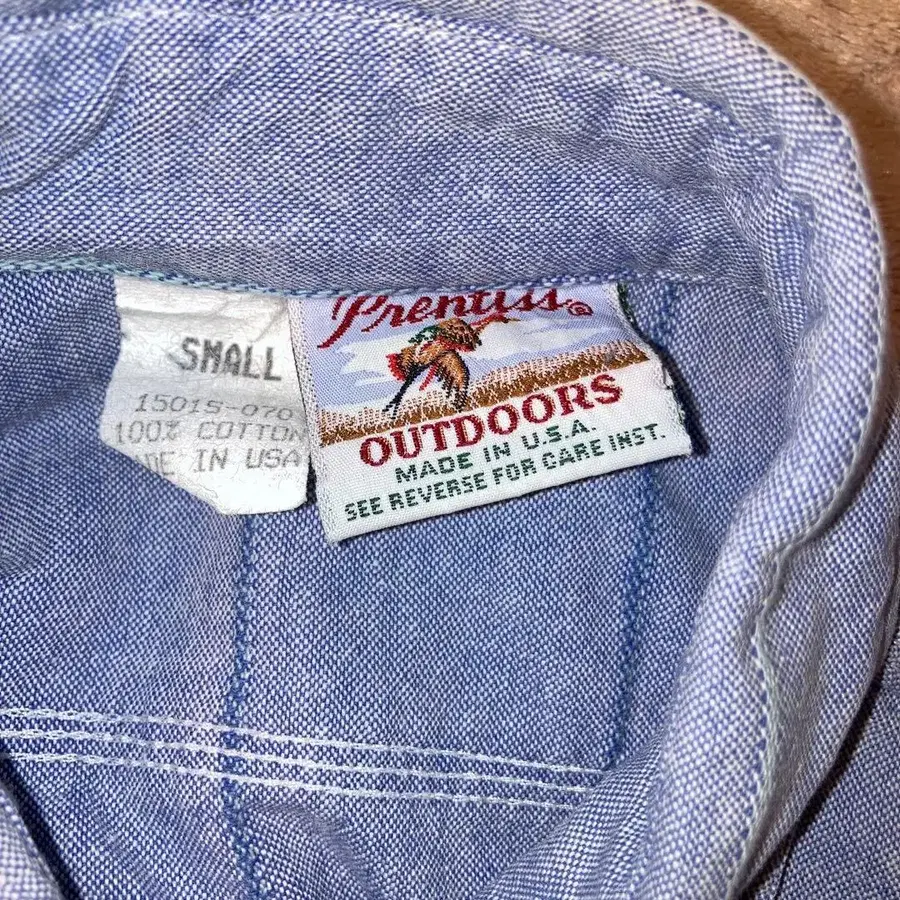 SMALL
15015-070
100% COTTON
DE IN USA
Prentiss®
OUTDOORS
MADE IN U.S.A.
SEE REVERSE FOR CARE INST.